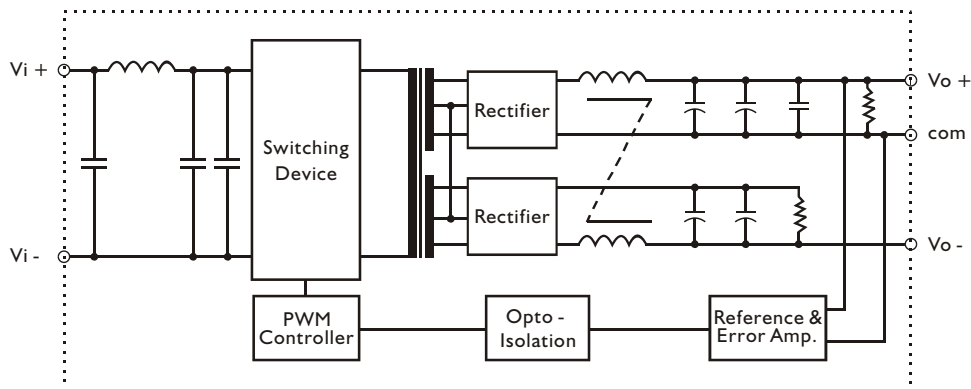 Vi +
Switching
Device
Rectifier
Vo +
com
Rectifier
Vi -
Vo -
PWM
Controller
Opto -
Isolation
Reference &
Error Amp.